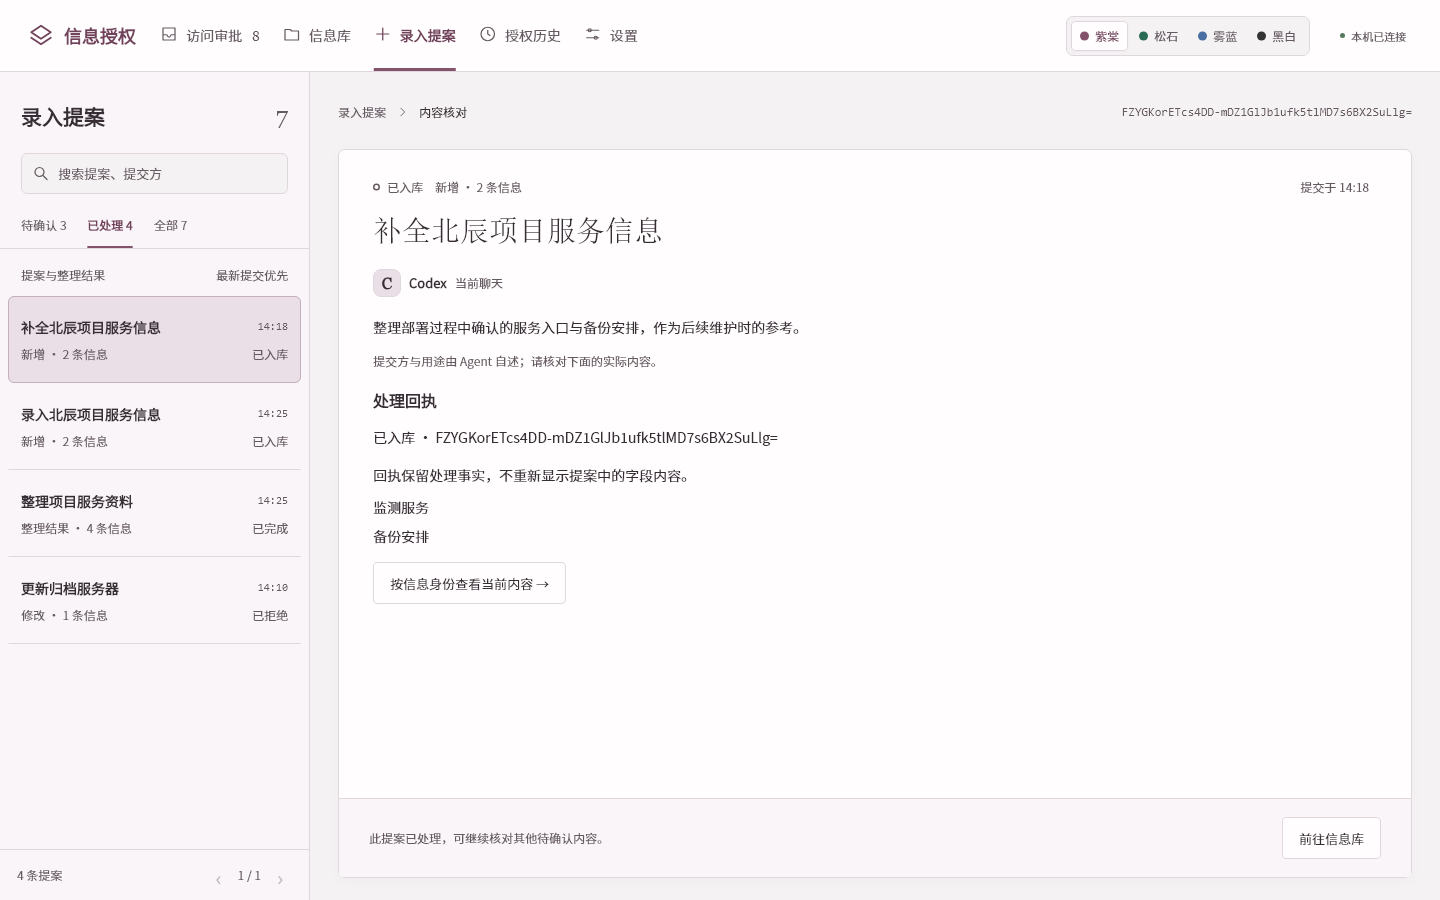 信息授权
访问审批 8
信息库
录入提案
授权历史
设置
紫棠
松石
雾蓝
黑白
本机已连接
录入提案
7
搜索提案、提交方
待确认 3
已处理 4
全部 7
提案与整理结果
最新提交优先
补全北辰项目服务信息
14:18
新增 · 2 条信息
已入库
录入北辰项目服务信息
14:25
新增 · 2 条信息
已入库
整理项目服务资料
14:25
整理结果 · 4 条信息
已完成
更新归档服务器
14:10
修改 · 1 条信息
已拒绝
4 条提案
‹ 1 / 1 ›
录入提案 > 内容核对
FZYGKorETcs4DD-mDZ1GlJb1ufk5tlMD7s6BX2SuLlg=
已入库 新增 · 2 条信息
提交于 14:18
补全北辰项目服务信息
C Codex 当前聊天
整理部署过程中确认的服务入口与备份安排，作为后续维护时的参考。
提交方与用途由 Agent 自述；请核对下面的实际内容。
处理回执
已入库 · FZYGKorETcs4DD-mDZ1GlJb1ufk5tlMD7s6BX2SuLlg=
回执保留处理事实，不重新显示提案中的字段内容。
监测服务
备份安排
按信息身份查看当前内容 →
此提案已处理，可继续核对其他待确认内容。
前往信息库